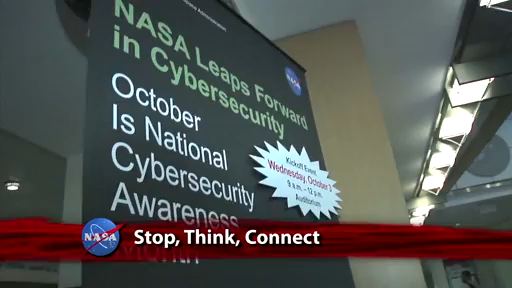 NASA Leaps Forward
in Cybersecurity
October
Is National
Cybersecurity
Awareness
Month
Kickoff Event
Wednesday, October 3
9 a.m. - 12 p.m.
Auditorium
NASA
Stop, Think, Connect